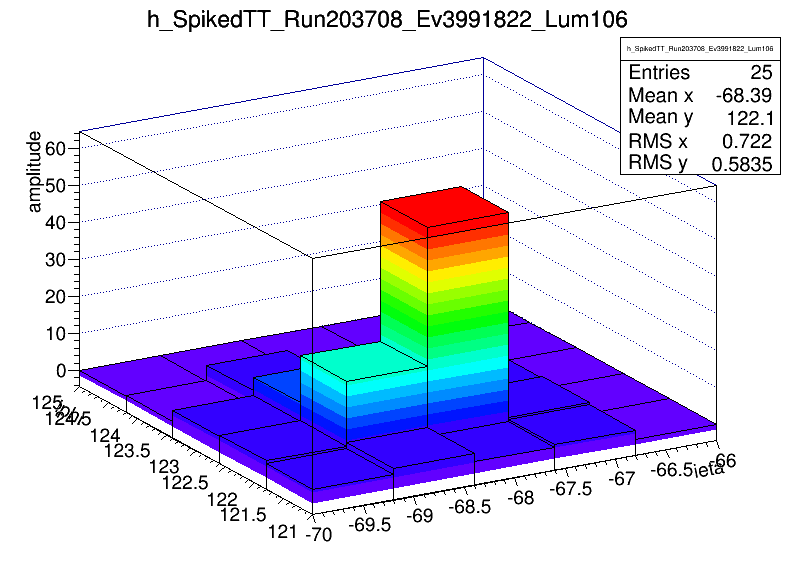 h_SpikedTT_Run203708_Ev3991822_Lum106
h_SpikedTT_Run203708_Ev3991822_Lum106
Entries 25
Mean x -68.39
Mean y 122.1
RMS x 0.722
RMS y 0.5835
amplitude
60
50
40
30
20
10
0
125
124.5
124
123.5
123
122.5
122
121.5
121
-70
-69.5
-69
-68.5
-68
-67.5
-67
-66.5
-66
ieta